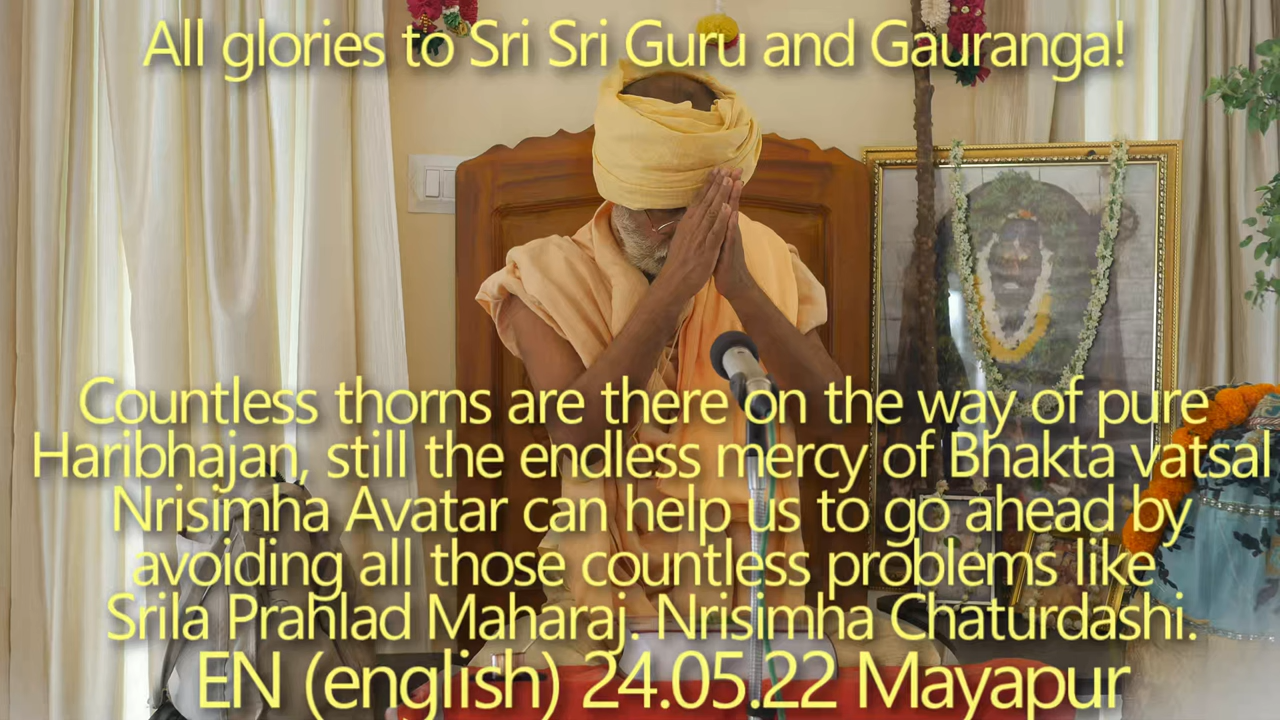 All glories to Sri Sri Guru and Gauranga!
Countless thorns are there on the way of pure
Haribhajan, still the endless mercy of Bhakta vatsal
Nrisimha Avatar can help us to go ahead by
avoiding all those countless problems like
Srila Prahlad Maharaj. Nrisimha Chaturdashi.
EN (english) 24.05.22 Mayapur